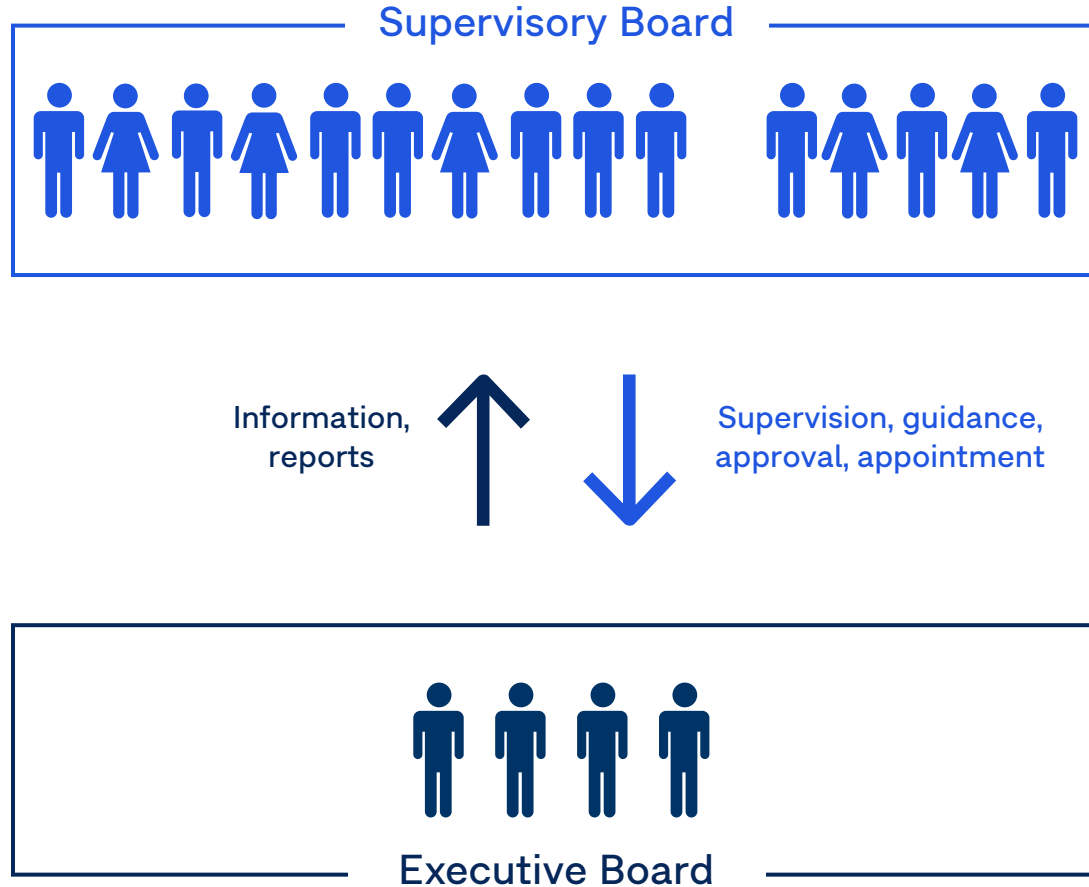 Supervisory Board
Information,
reports
Supervision, guidance,
approval, appointment
Executive Board